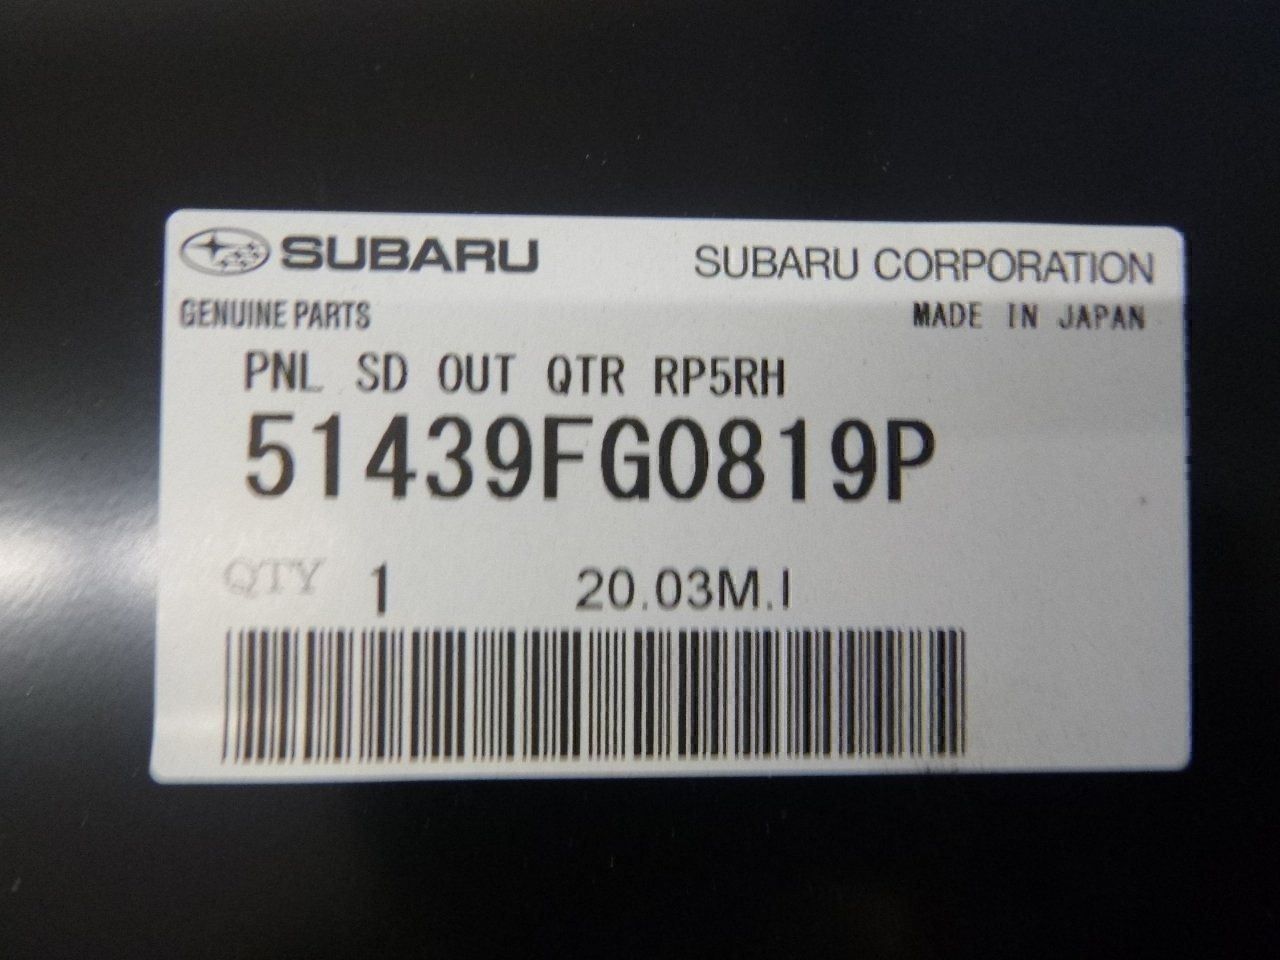 SUBARU SUBARU CORPORATION
GENUINE PARTS MADE IN JAPAN
PNL SD OUT QTR RP5RH
51439FG0819P
QTY 1 20.03M.I